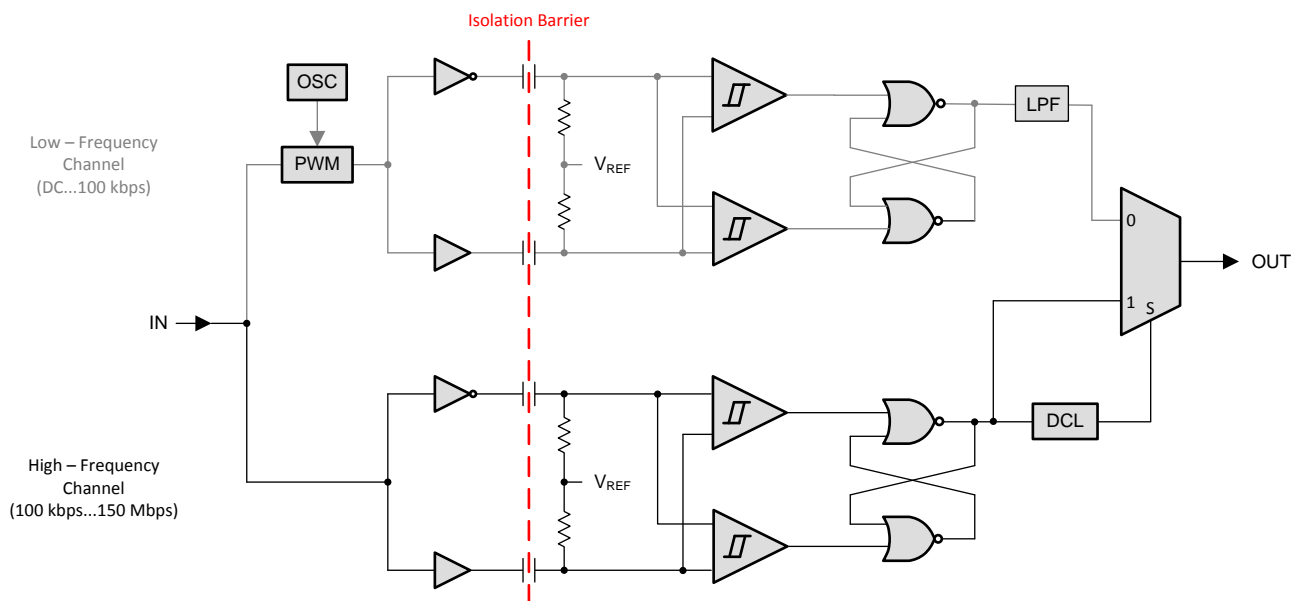 Isolation Barrier
OSC
Low – Frequency
Channel
(DC...100 kbps)
PWM
VREF
LPF
0
OUT
1
S
IN
DCL
High – Frequency
Channel
(100 kbps...150 Mbps)
VREF